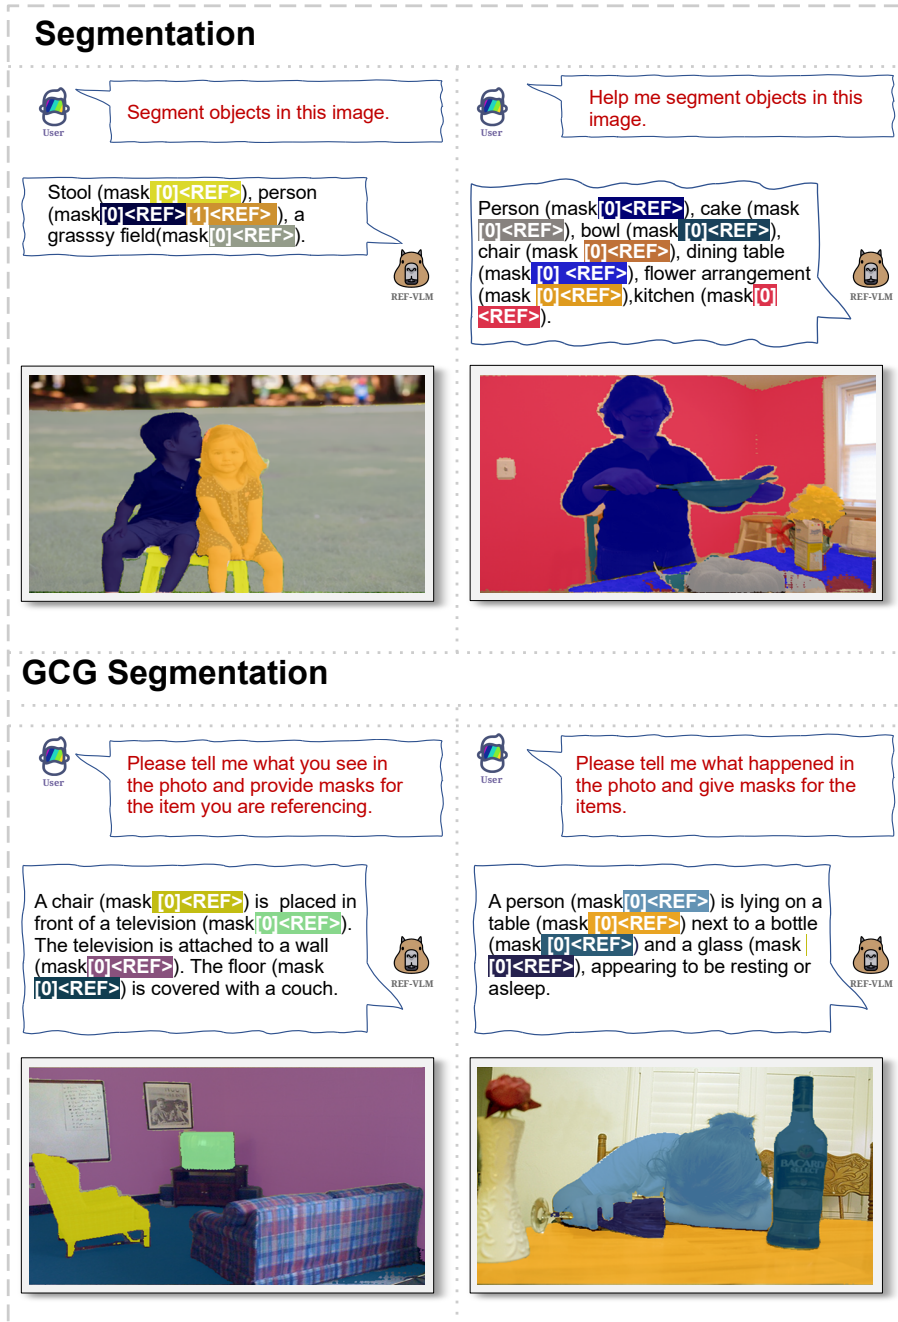 Segmentation
Segment objects in this image.
User
Stool (mask [0]<REF>), person
(mask[0]<REF>[1]<REF> ), a
grasssy field(mask[0]<REF>).
REF-VLM
Help me segment objects in this
image.
User
Person (mask[0]<REF>), cake (mask
[0]<REF>), bowl (mask [0]<REF>),
chair (mask [0]<REF>), dining table
(mask [0] <REF>), flower arrangement
(mask [0]<REF>),kitchen (mask[0]
<REF>).
REF-VLM
GCG Segmentation
Please tell me what you see in
the photo and provide masks for
the item you are referencing.
User
A chair (mask [0]<REF>) is placed in
front of a television (mask[0]<REF>).
The television is attached to a wall
(mask[0]<REF>). The floor (mask
[0]<REF>) is covered with a couch.
REF-VLM
Please tell me what happened in
the photo and give masks for the
items.
User
A person (mask[0]<REF>) is lying on a
table (mask [0]<REF>) next to a bottle
(mask [0]<REF>) and a glass (mask
[0]<REF>), appearing to be resting or
asleep.
REF-VLM
BACARDI
SELECT